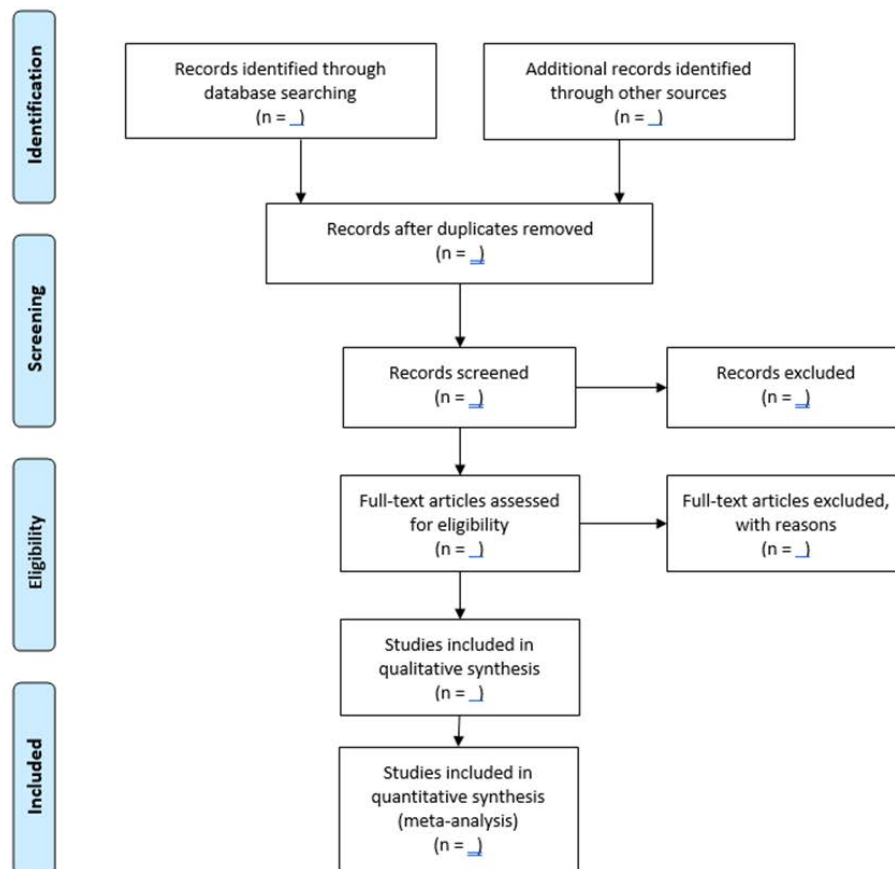 Identification
Records identified through
database searching
(n = _)
Additional records identified
through other sources
(n = _)
Records after duplicates removed
(n = _)
Screening
Records screened
(n = _)
Records excluded
(n = _)
Eligibility
Full-text articles assessed
for eligibility
(n = _)
Full-text articles excluded,
with reasons
(n = _)
Studies included in
qualitative synthesis
(n = _)
Included
Studies included in
quantitative synthesis
(meta-analysis)
(n = _)